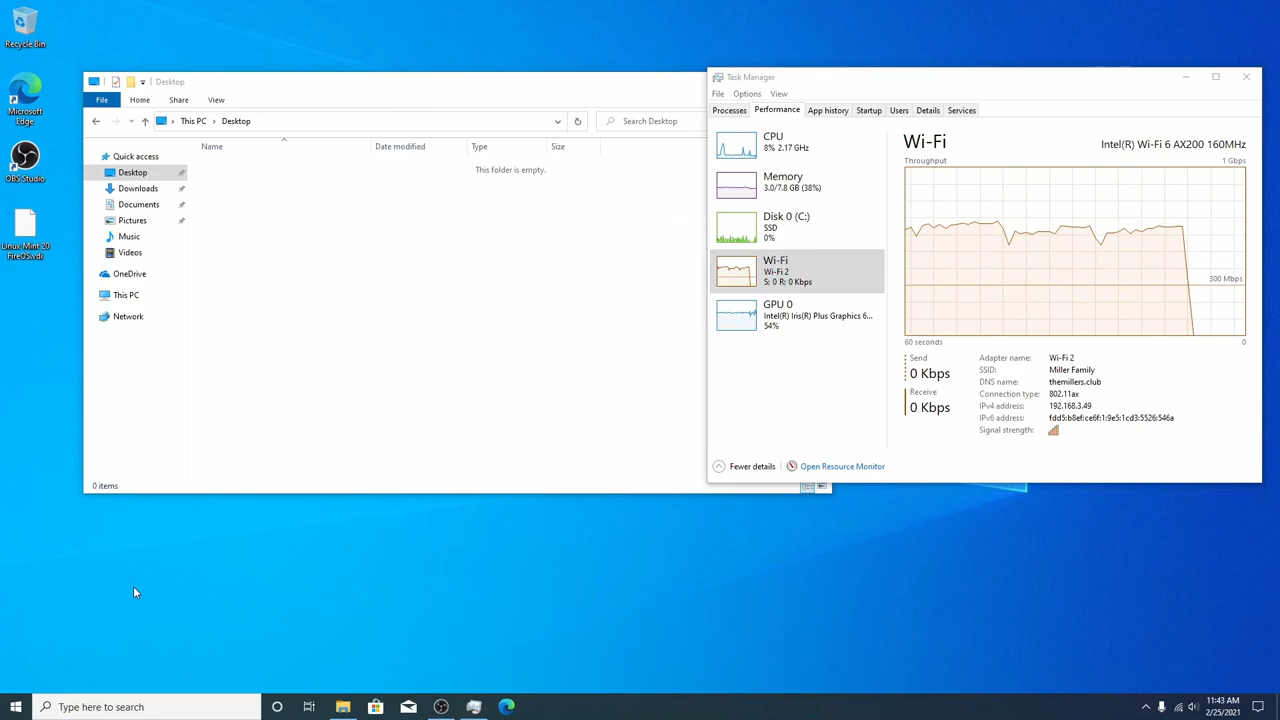 Recycle Bin
Microsoft
Edge
OBS Studio
Linux Mint 20
FireOS.vdi
Desktop
File
Home
Share
View
This PC
Desktop
Search Desktop
Name
Date modified
Type
Size
This folder is empty.
Quick access
Desktop
Downloads
Documents
Pictures
Music
Videos
OneDrive
This PC
Network
0 items
Task Manager
File
Options
View
Processes
Performance
App history
Startup
Users
Details
Services
CPU
8% 2.17 GHz
Memory
3.0/7.8 GB (38%)
Disk 0 (C:)
SSD
0%
Wi-Fi
Wi-Fi 2
S: 0 R: 0 Kbps
GPU 0
Intel(R) Iris(R) Plus Graphics 6...
54%
Wi-Fi
Intel(R) Wi-Fi 6 AX200 160MHz
Throughput
1 Gbps
300 Mbps
60 seconds
0
Send
0 Kbps
Receive
0 Kbps
Adapter name: Wi-Fi 2
SSID: Miller Family
DNS name: themillers.club
Connection type: 802.11ax
IPv4 address: 192.168.3.49
IPv6 address: fdd5:b8ef:ce6f:1:9e5:1cd3:5526:546a
Signal strength:
Fewer details
Open Resource Monitor
Type here to search
11:43 AM
2/25/2021